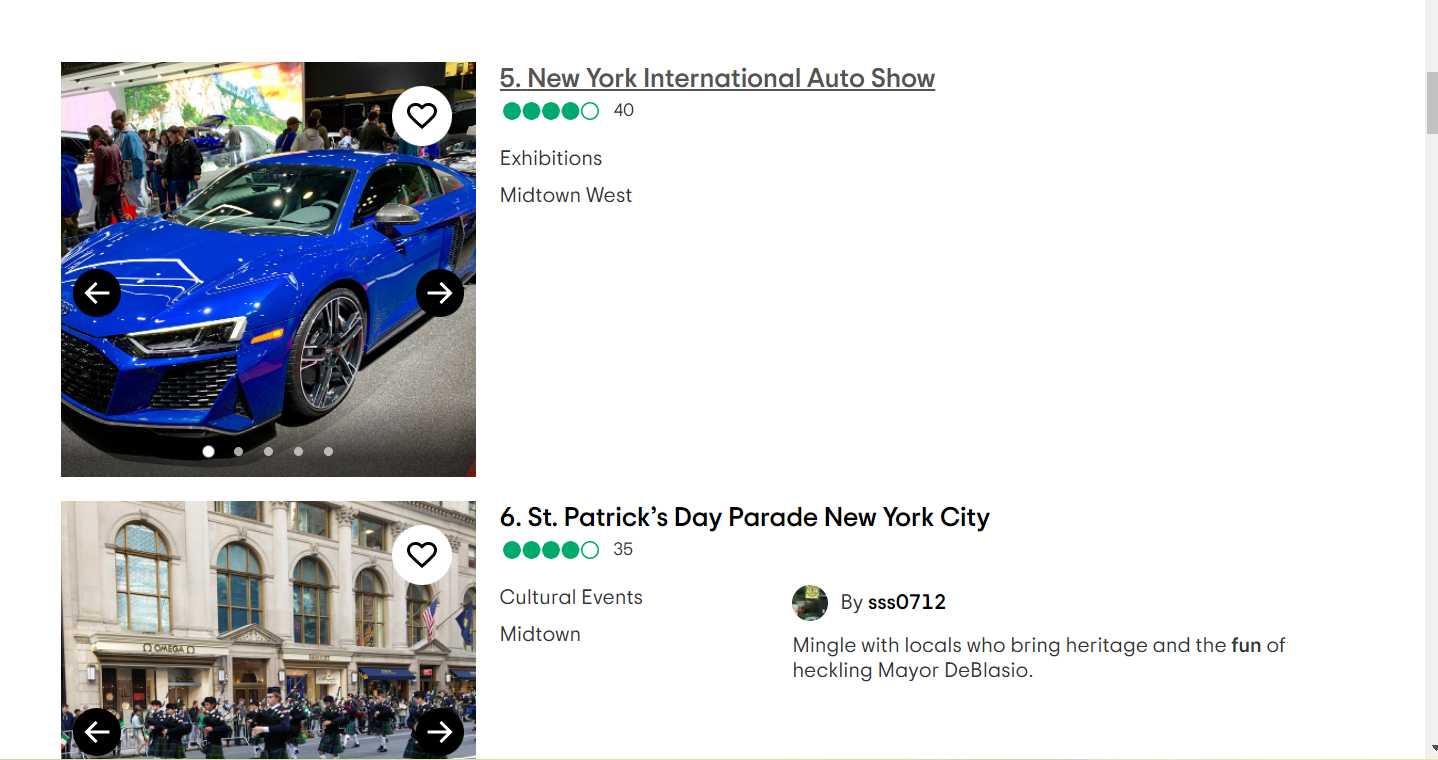 5. New York International Auto Show
40
Exhibitions
Midtown West
6. St. Patrick’s Day Parade New York City
35
Cultural Events
Midtown
By sss0712
Mingle with locals who bring heritage and the fun of
heckling Mayor DeBlasio.
Ω OMEGA Ω